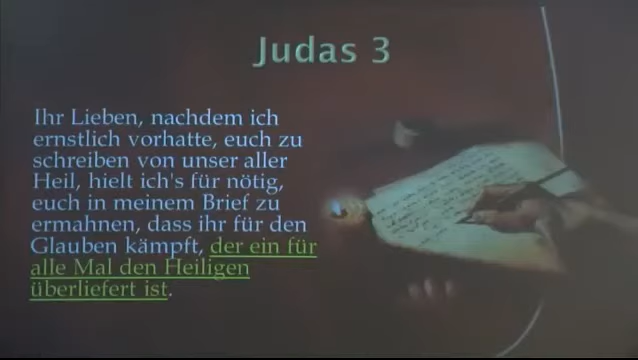 Judas 3
Ihr Lieben, nachdem ich
ernstlich vorhatte, euch zu
schreiben von unser aller
Heil, hielt ich's für nötig,
euch in meinem Brief zu
ermahnen, dass ihr für den
Glauben kämpft, der ein für
alle Mal den Heiligen
überliefert ist.